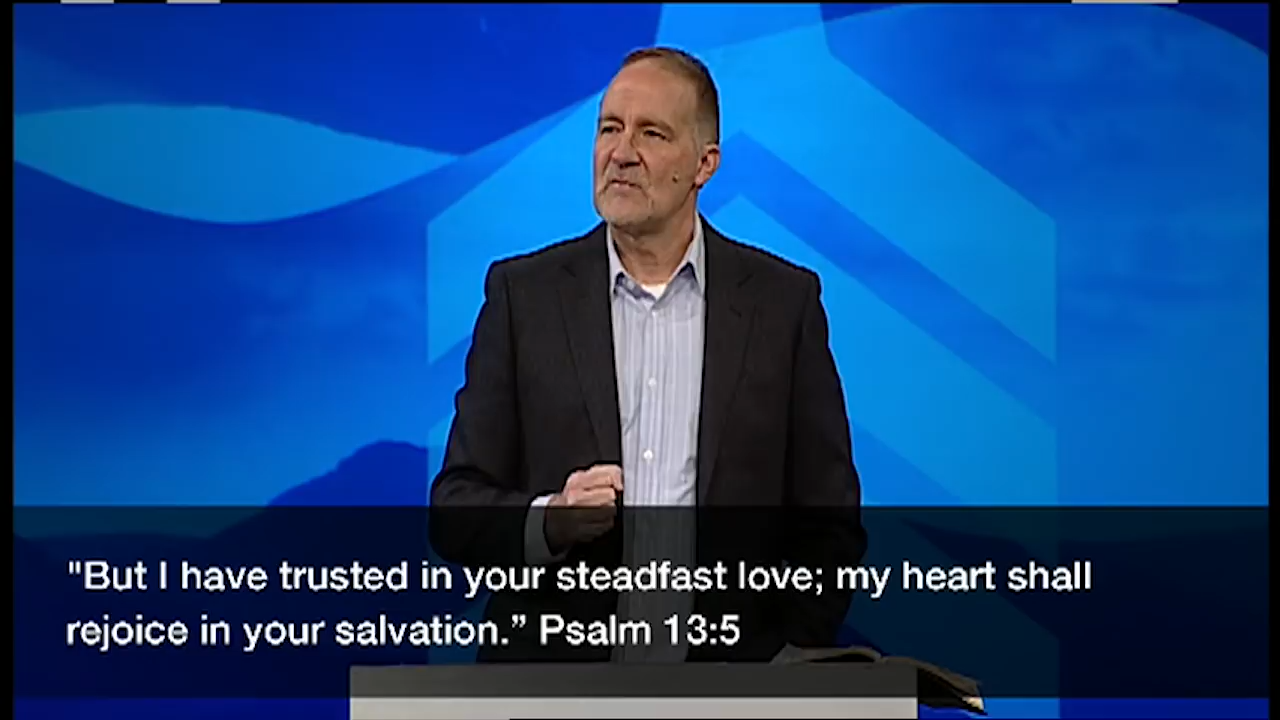 "But I have trusted in your steadfast love; my heart shall
rejoice in your salvation.” Psalm 13:5